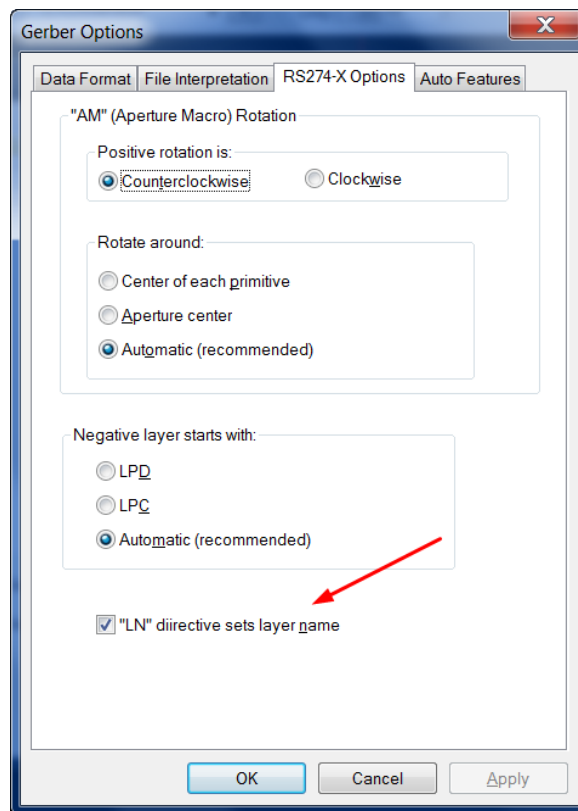 Gerber Options
Data Format File Interpretation RS274-X Options Auto Features
"AM" (Aperture Macro) Rotation
Positive rotation is:
Counterclockwise Clockwise
Rotate around:
Center of each primitive
Aperture center
Automatic (recommended)
Negative layer starts with:
LPD
LPC
Automatic (recommended)
"LN" diirective sets layer name
OK Cancel Apply